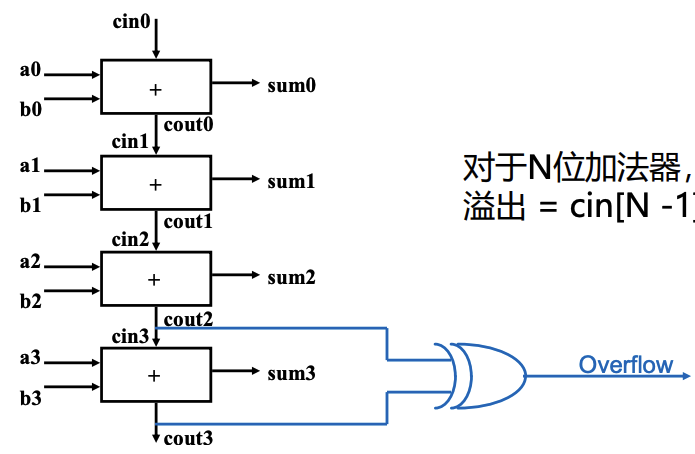 cin0
a0
b0
+
sum0
cout0
cin1
a1
b1
+
sum1
cout1
cin2
a2
b2
+
sum2
cout2
cin3
a3
b3
+
sum3
cout3
Overflow
对于N位加法器，
溢出 = cin[N -1]